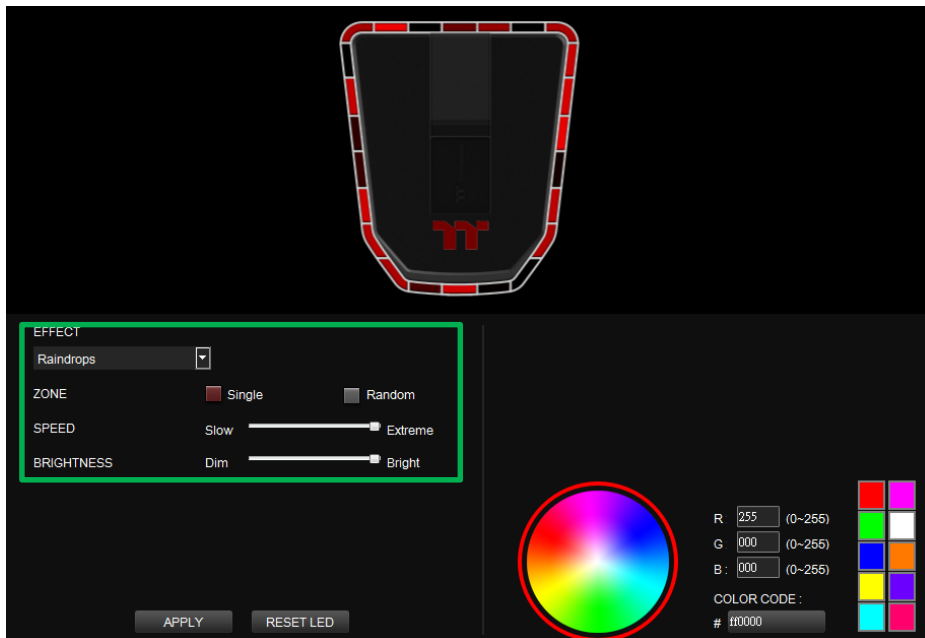 EFFECT
Raindrops
ZONE Single Random
SPEED Slow Extreme
BRIGHTNESS Dim Bright
R 255 (0~255)
G 000 (0~255)
B : 000 (0~255)
COLOR CODE :
# ff0000
APPLY RESET LED